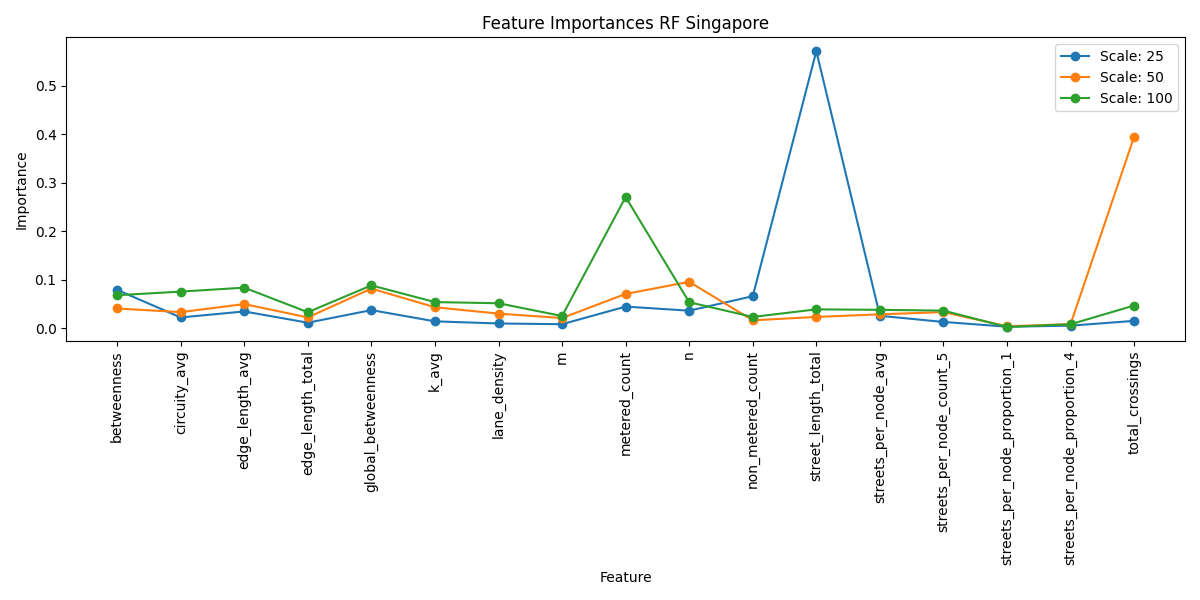 Feature Importances RF Singapore
Importance
0.5
0.4
0.3
0.2
0.1
0.0
Scale: 25
Scale: 50
Scale: 100
betweenness
circuity_avg
edge_length_avg
edge_length_total
global_betweenness
k_avg
lane_density
m
metered_count
n
non_metered_count
street_length_total
streets_per_node_avg
streets_per_node_count_5
streets_per_node_proportion_1
streets_per_node_proportion_4
total_crossings
Feature